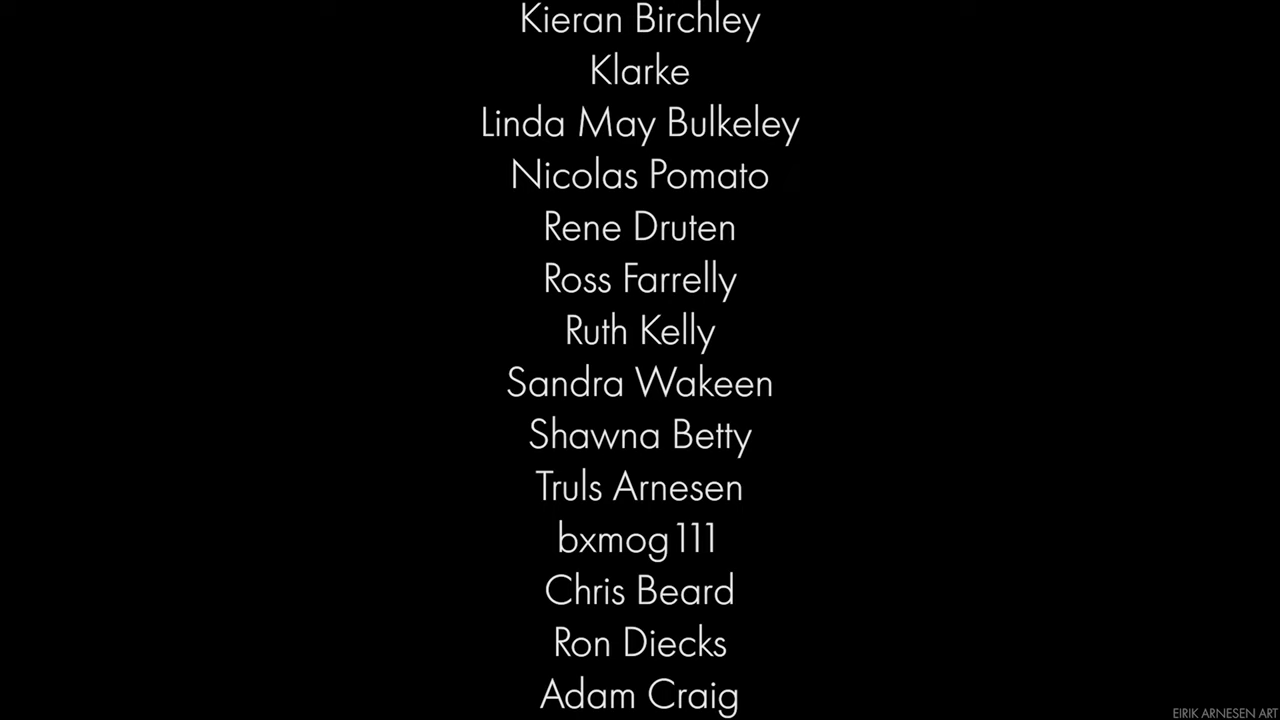 Kieran Birchley
Klarke
Linda May Bulkeley
Nicolas Pomato
Rene Druten
Ross Farrelly
Ruth Kelly
Sandra Wakeen
Shawna Betty
Truls Arnesen
bxmog111
Chris Beard
Ron Diecks
Adam Craig
EIRIK ARNESEN ART